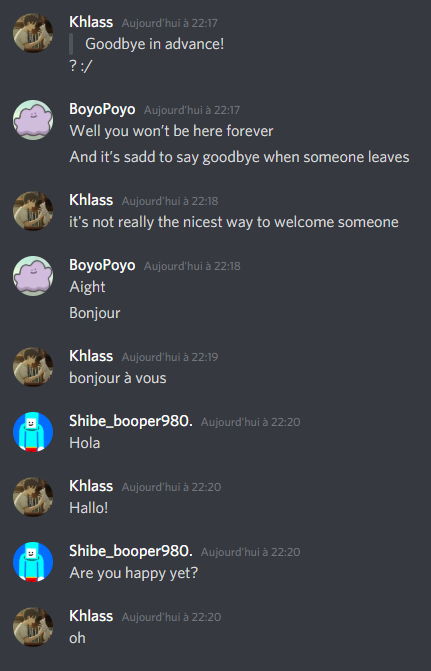 Khlass Aujourd'hui à 22:17
Goodbye in advance!
? :/
BoyoPoyo Aujourd'hui à 22:17
Well you won't be here forever
And it's sadd to say goodbye when someone leaves
Khlass Aujourd'hui à 22:18
it's not really the nicest way to welcome someone
BoyoPoyo Aujourd'hui à 22:18
Aight
Bonjour
Khlass Aujourd'hui à 22:19
bonjour à vous
Shibe_booper980. Aujourd'hui à 22:20
Hola
Khlass Aujourd'hui à 22:20
Hallo!
Shibe_booper980. Aujourd'hui à 22:20
Are you happy yet?
Khlass Aujourd'hui à 22:20
oh